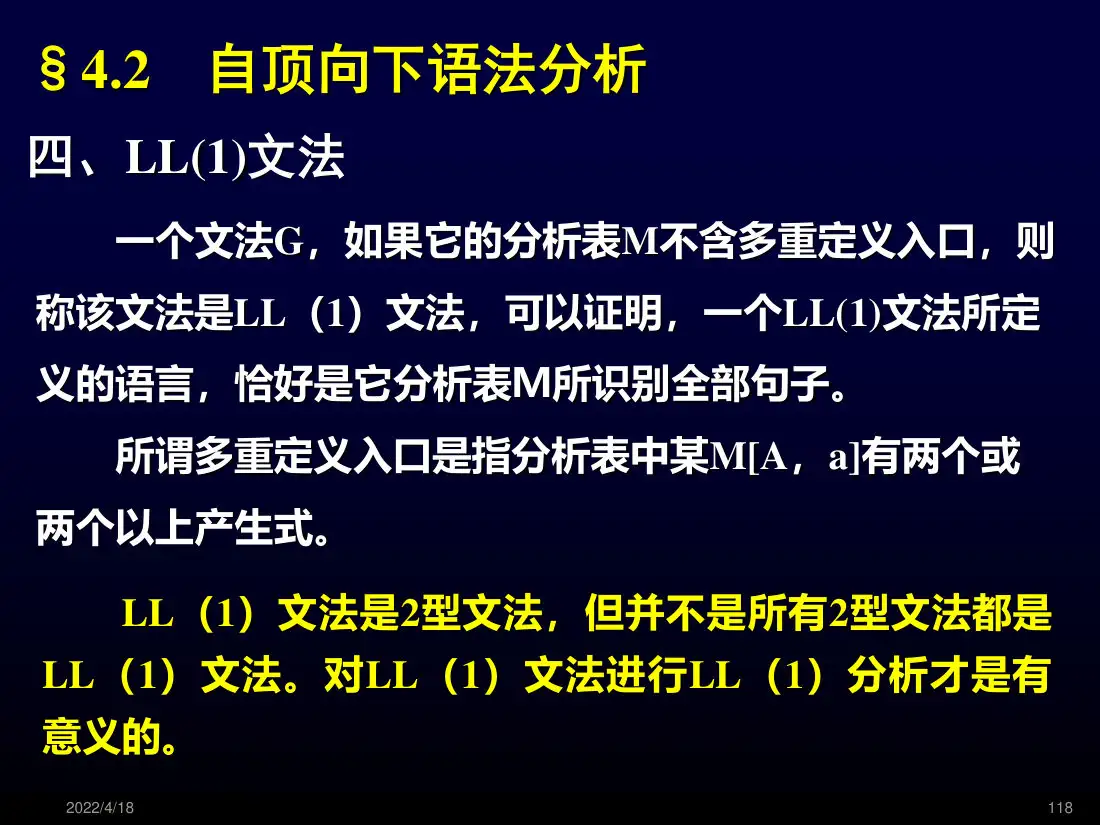 §4.2 自顶向下语法分析
四、LL(1)文法
一个文法G，如果它的分析表M不含多重定义入口，则
称该文法是LL（1）文法，可以证明，一个LL(1)文法所定
义的语言，恰好是它分析表M所识别全部句子。
所谓多重定义入口是指分析表中某M[A，a]有两个或
两个以上产生式。
LL（1）文法是2型文法，但并不是所有2型文法都是
LL（1）文法。对LL（1）文法进行LL（1）分析才是有
意义的。
2022/4/18
118